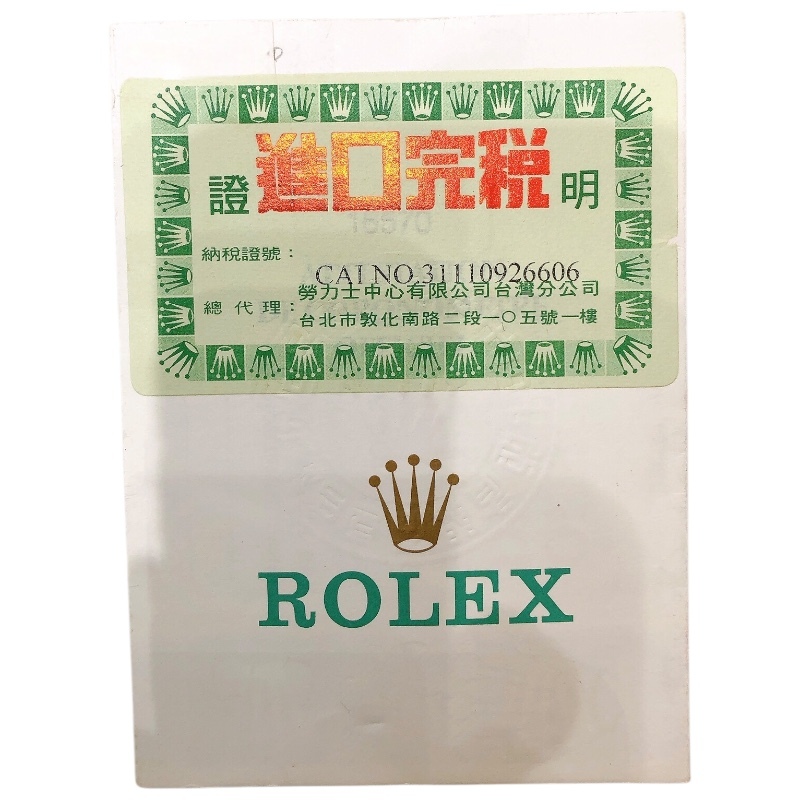 進口完稅
證明
納稅證號：
CAI NO.31110926606
總代理：勞力士中心有限公司台灣分公司
台北市敦化南路二段一○五號一樓
ROLEX